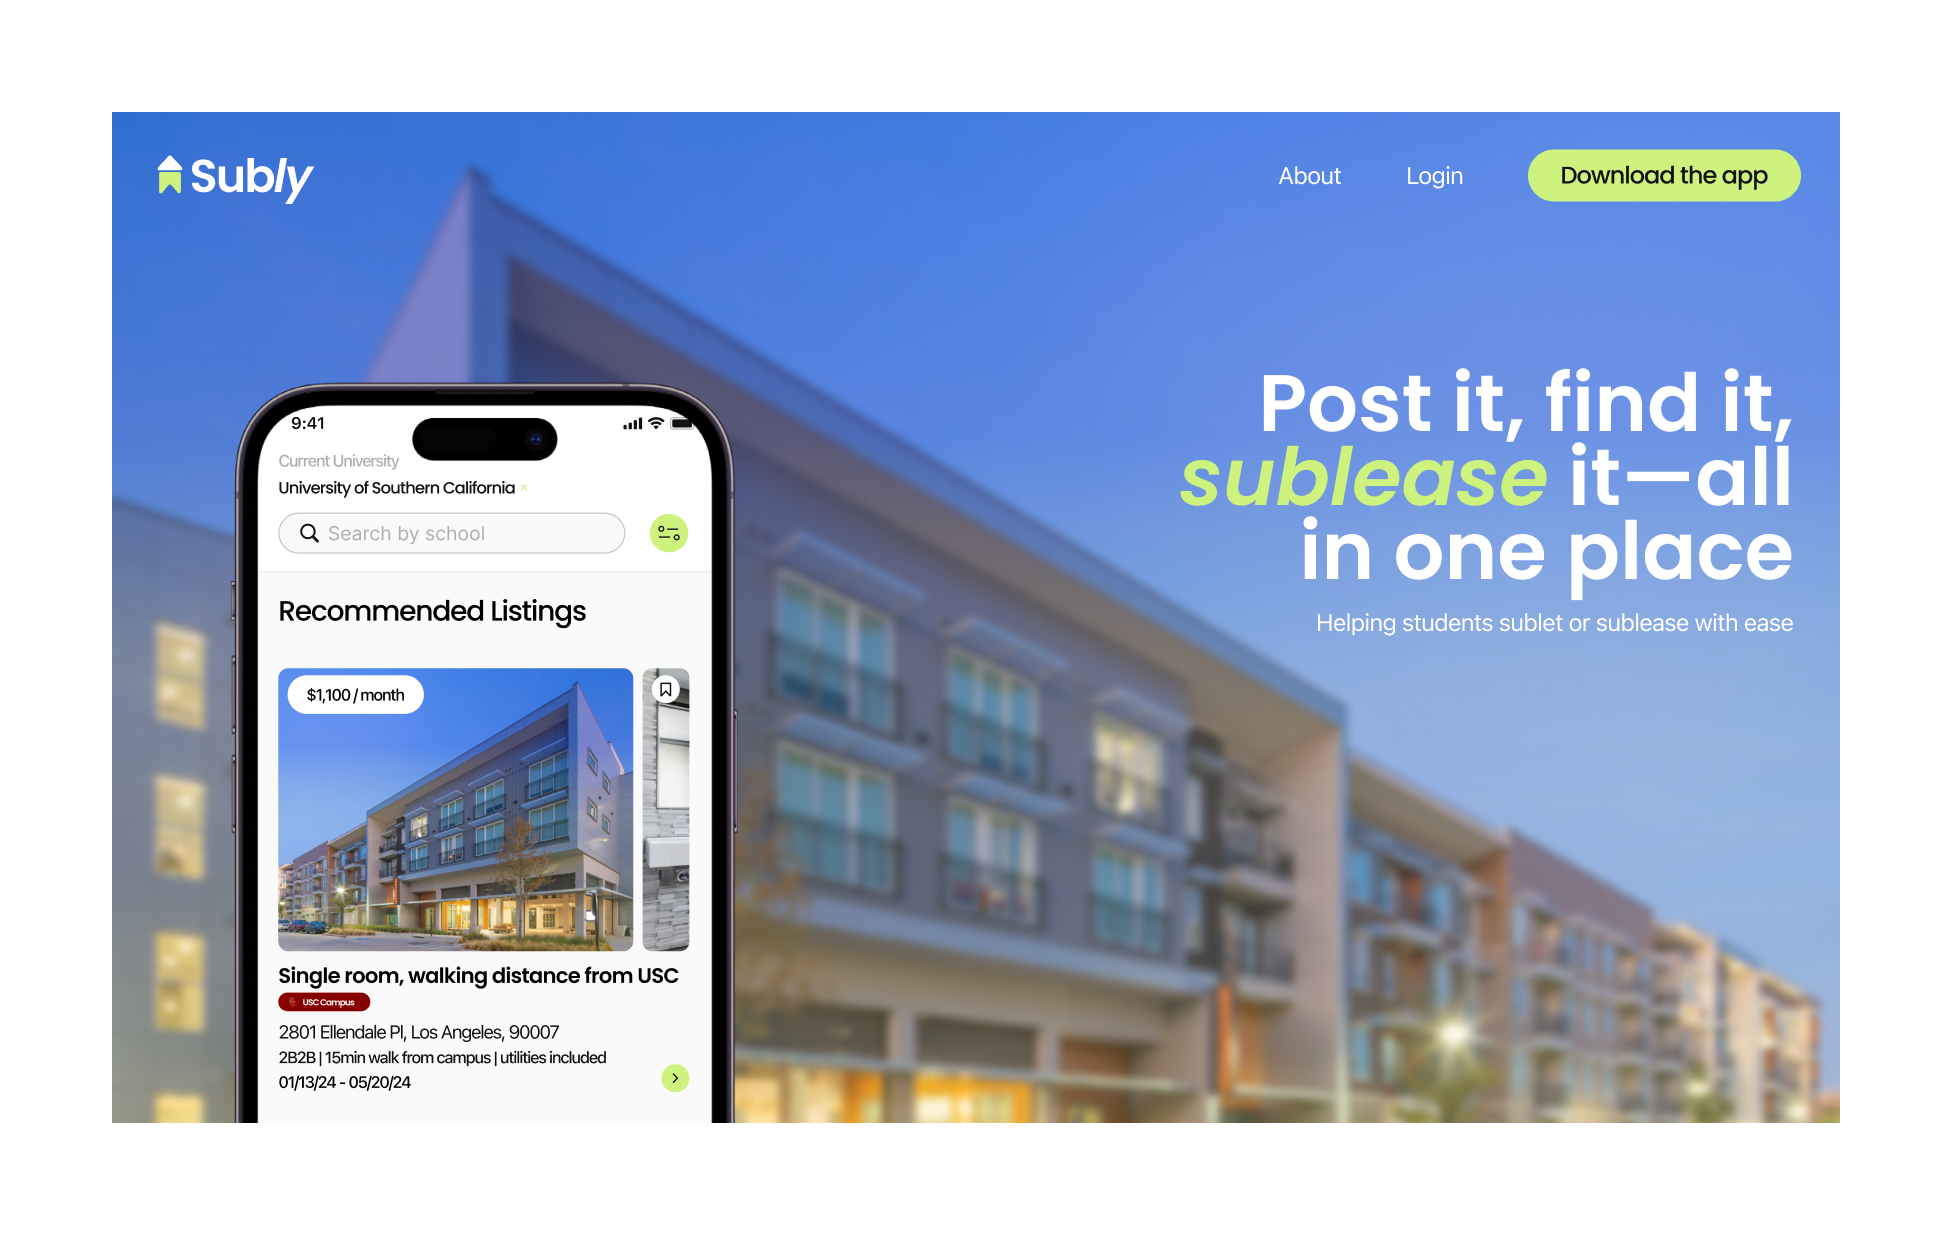 Subly
About
Login
Download the app
Post it, find it,
sublease it—all
in one place
Helping students sublet or sublease with ease
9:41
Current University
University of Southern California ×
Search by school
Recommended Listings
$1,100 / month
Single room, walking distance from USC
USC Campus
2801 Ellendale Pl, Los Angeles, 90007
2B2B | 15min walk from campus | utilities included
01/13/24 - 05/20/24